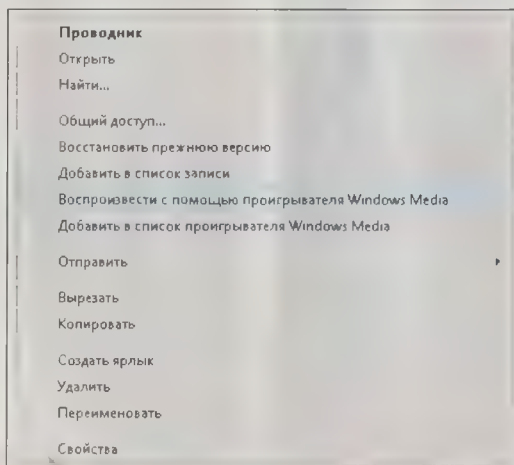 Проводник
Открыть
Найти...
Общий доступ...
Восстановить прежнюю версию
Добавить в список записи
Воспроизвести с помощью проигрывателя Windows Media
Добавить в список проигрывателя Windows Media
Отправить
Вырезать
Копировать
Создать ярлык
Удалить
Переименовать
Свойства